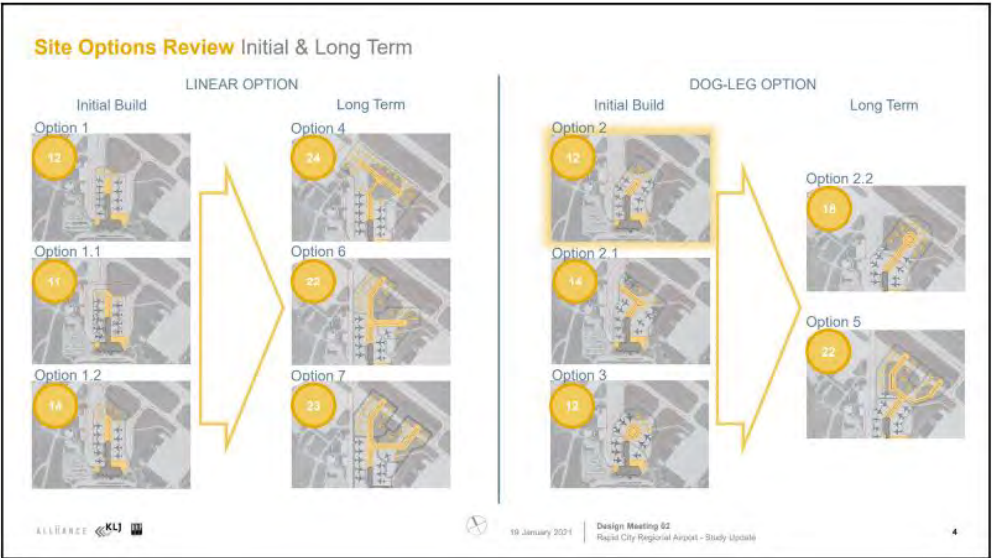 Site Options Review Initial & Long Term
LINEAR OPTION
Initial Build
Long Term
Option 1
12
Option 1.1
11
Option 1.2
14
Option 4
24
Option 6
22
Option 7
23
DOG-LEG OPTION
Initial Build
Long Term
Option 2
12
Option 2.1
14
Option 3
Option 2.2
18
Option 5
22
ALLIANCE KLJ
19 January 2021
Design Meeting 02
Rapid City Regional Airport - Study Update
4